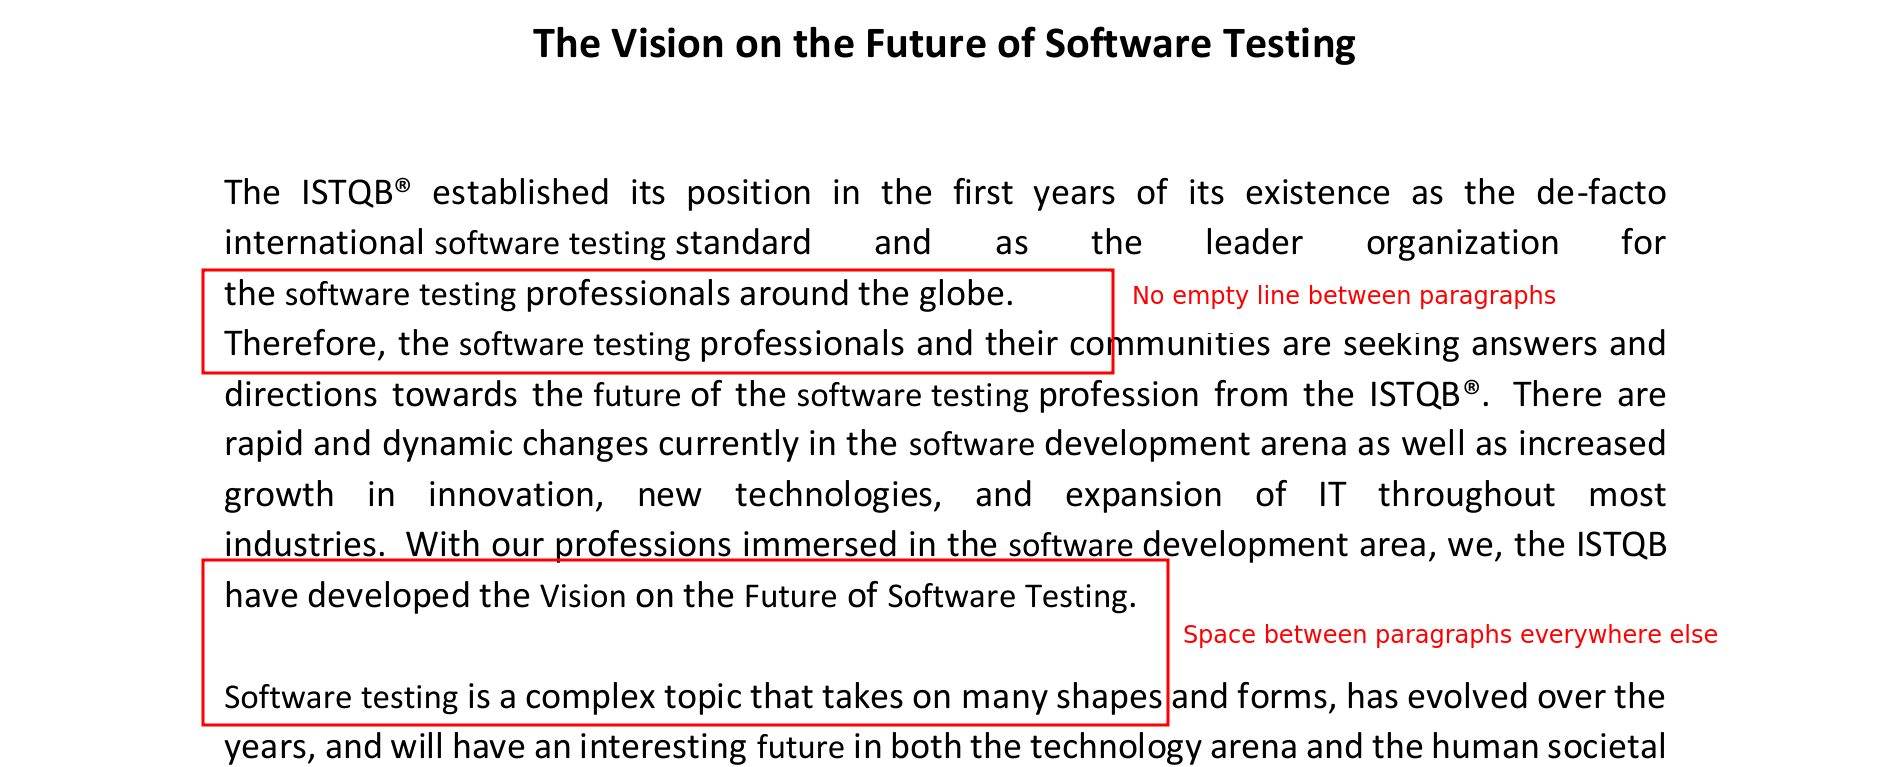 The Vision on the Future of Software Testing
The ISTQB® established its position in the first years of its existence as the de-facto
international software testing standard and as the leader organization for
the software testing professionals around the globe.
No empty line between paragraphs
Therefore, the software testing professionals and their communities are seeking answers and
directions towards the future of the software testing profession from the ISTQB®. There are
rapid and dynamic changes currently in the software development arena as well as increased
growth in innovation, new technologies, and expansion of IT throughout most
industries. With our professions immersed in the software development area, we, the ISTQB
have developed the Vision on the Future of Software Testing.
Space between paragraphs everywhere else
Software testing is a complex topic that takes on many shapes and forms, has evolved over the
years, and will have an interesting future in both the technology arena and the human societal